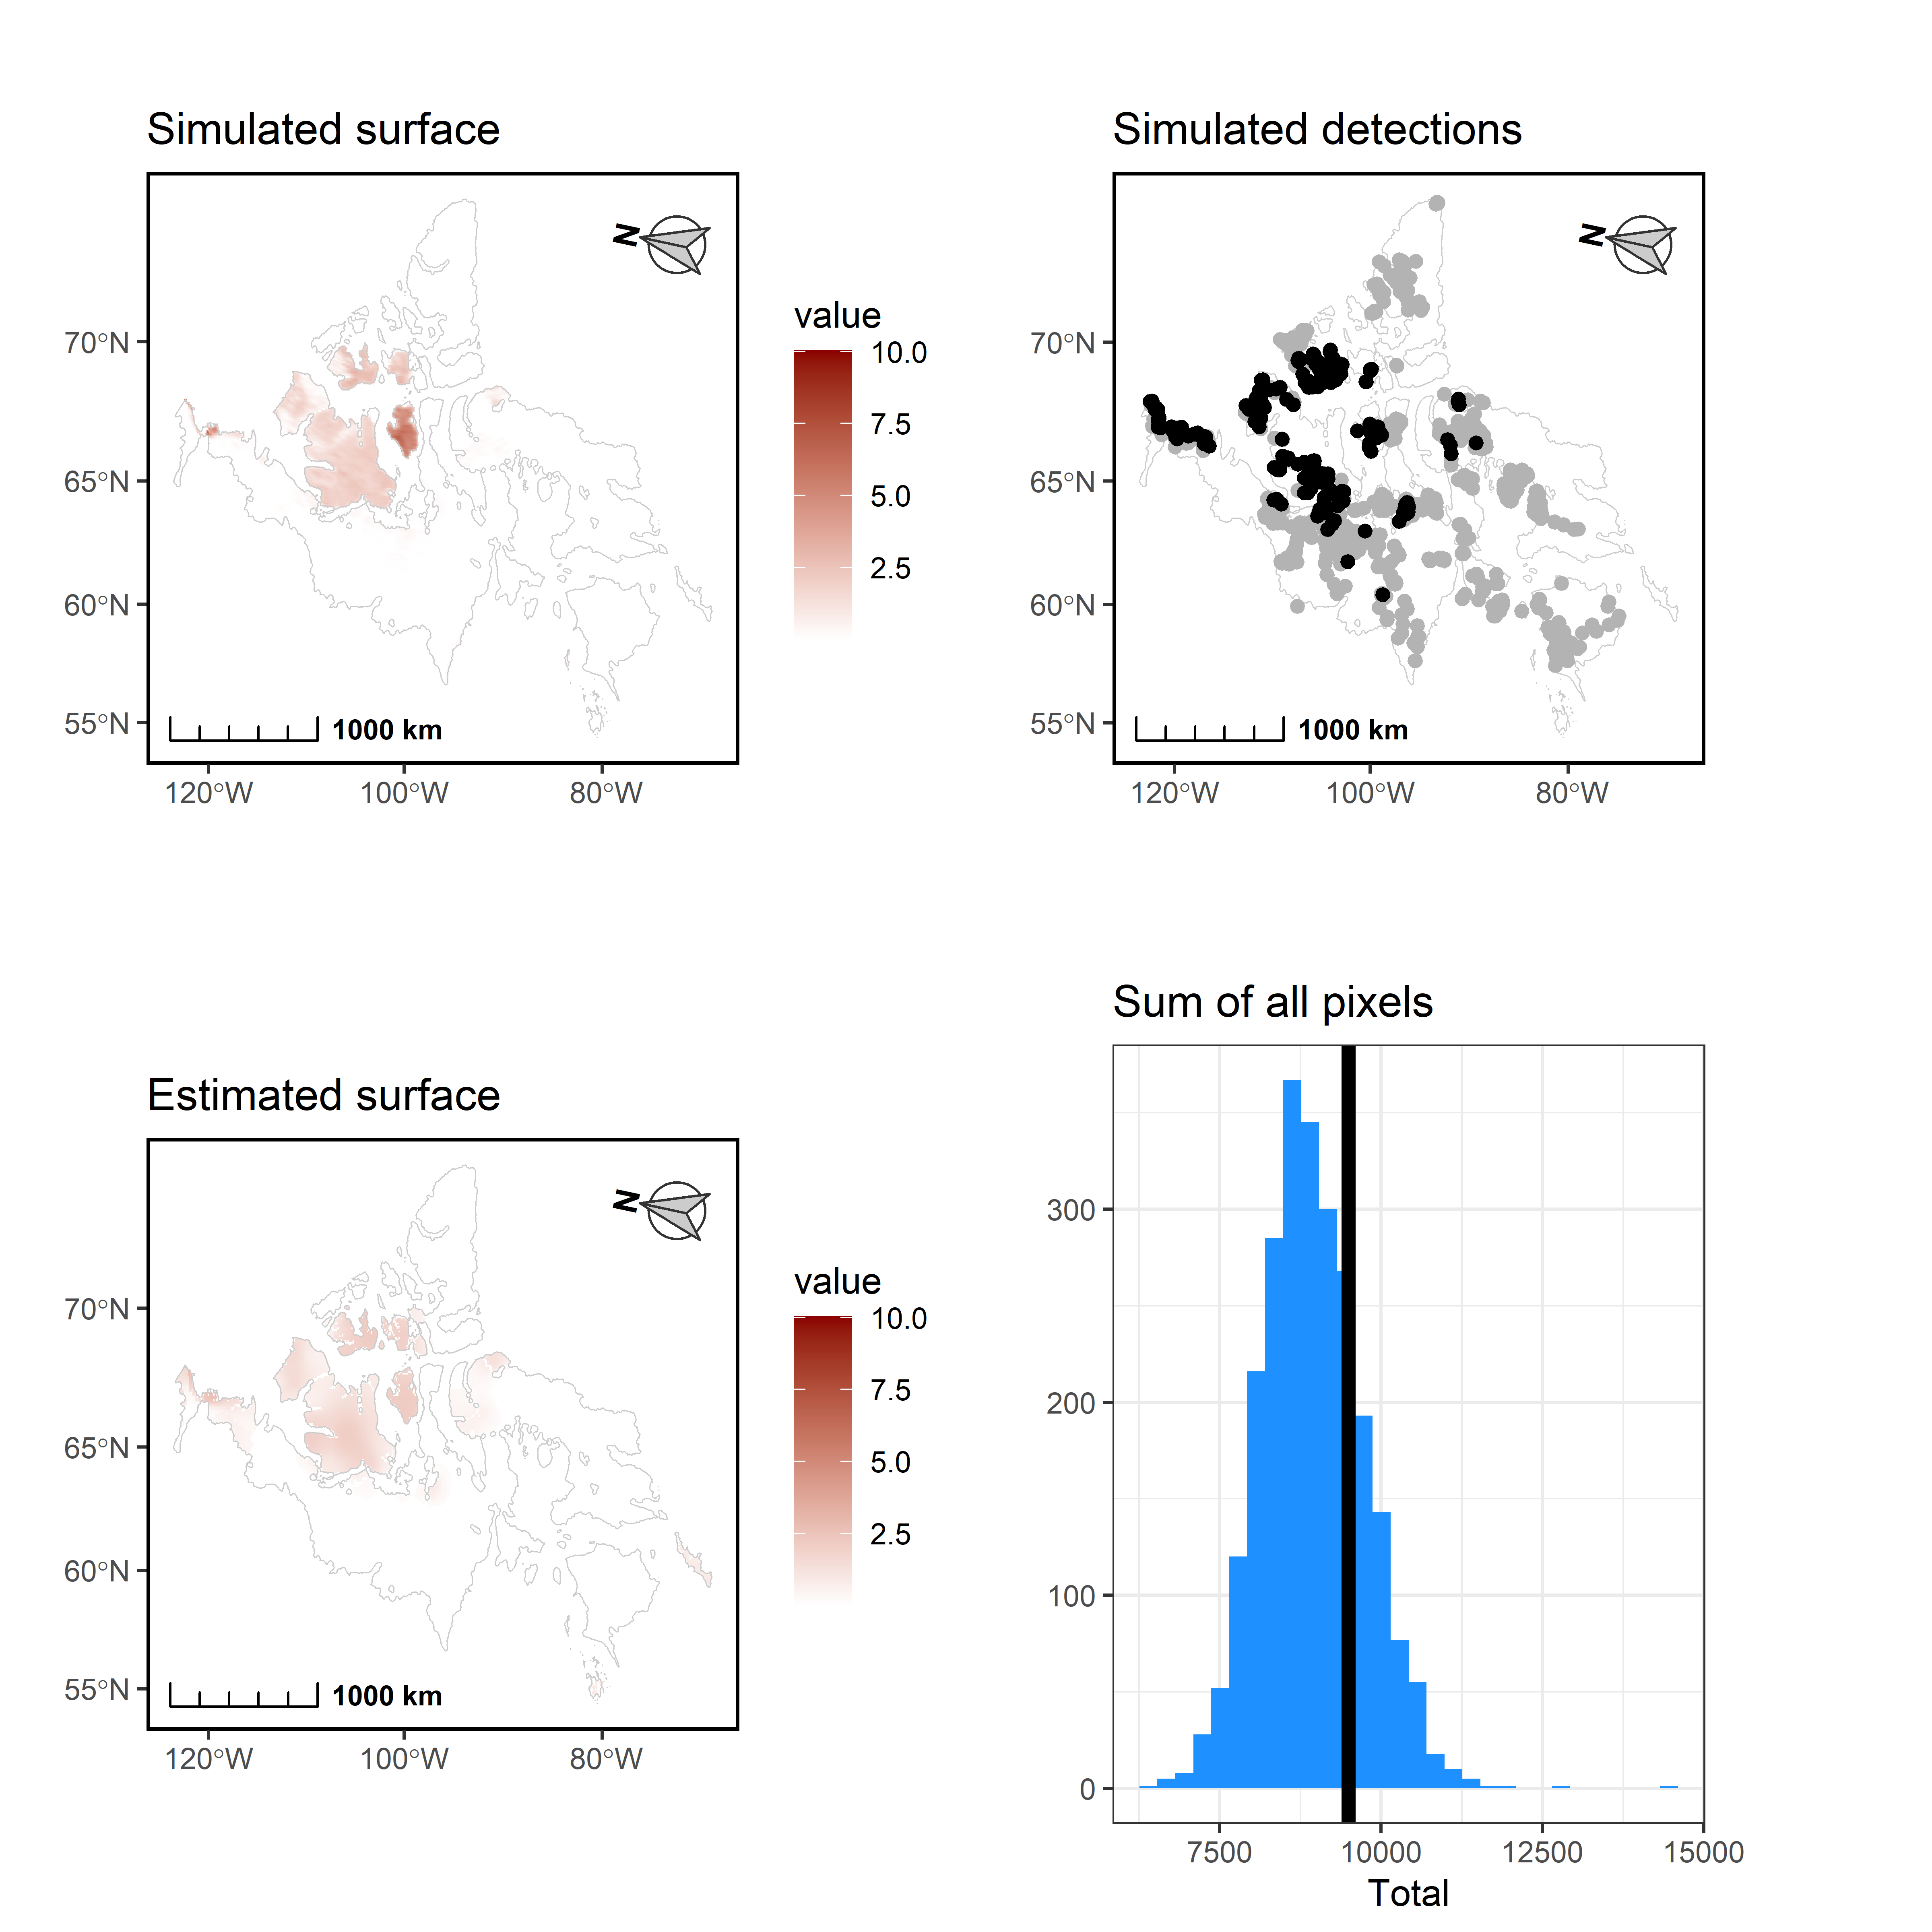 Simulated surface
N
70°N
65°N
60°N
55°N
1000 km
120°W 100°W 80°W
value
10.0
7.5
5.0
2.5
Simulated detections
N
70°N
65°N
60°N
55°N
1000 km
120°W 100°W 80°W
Estimated surface
N
70°N
65°N
60°N
55°N
1000 km
120°W 100°W 80°W
value
10.0
7.5
5.0
2.5
Sum of all pixels
300
200
100
0
7500 10000 12500 15000
Total